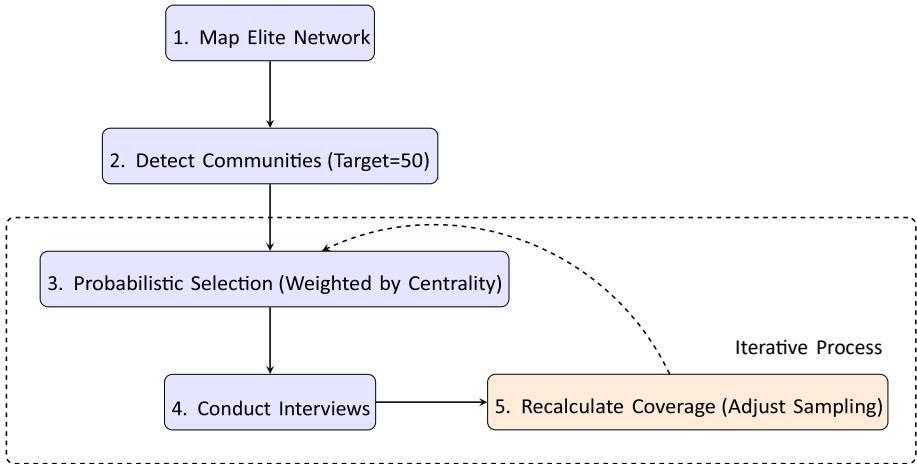 1. Map Elite Network
2. Detect Communities (Target=50)
3. Probabilistic Selection (Weighted by Centrality)
Iterative Process
4. Conduct Interviews
5. Recalculate Coverage (Adjust Sampling)